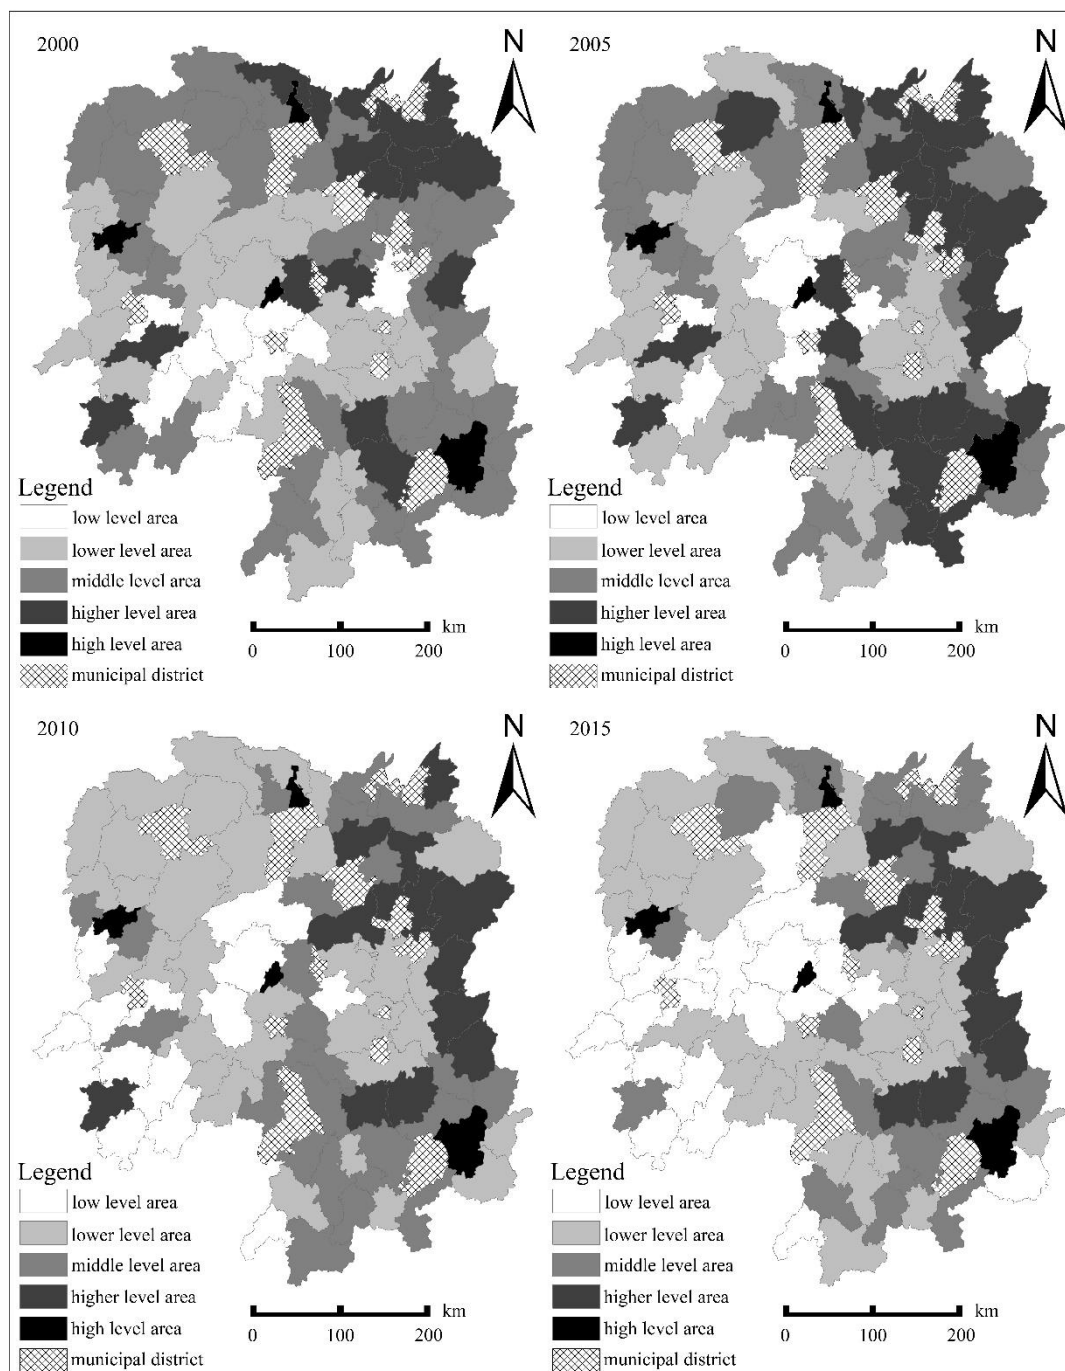 2000
N
Legend
low level area
lower level area
middle level area
higher level area
high level area
municipal district
km
0 100 200
2005
N
Legend
low level area
lower level area
middle level area
higher level area
high level area
municipal district
km
0 100 200
2010
N
Legend
low level area
lower level area
middle level area
higher level area
high level area
municipal district
km
0 100 200
2015
N
Legend
low level area
lower level area
middle level area
higher level area
high level area
municipal district
km
0 100 200